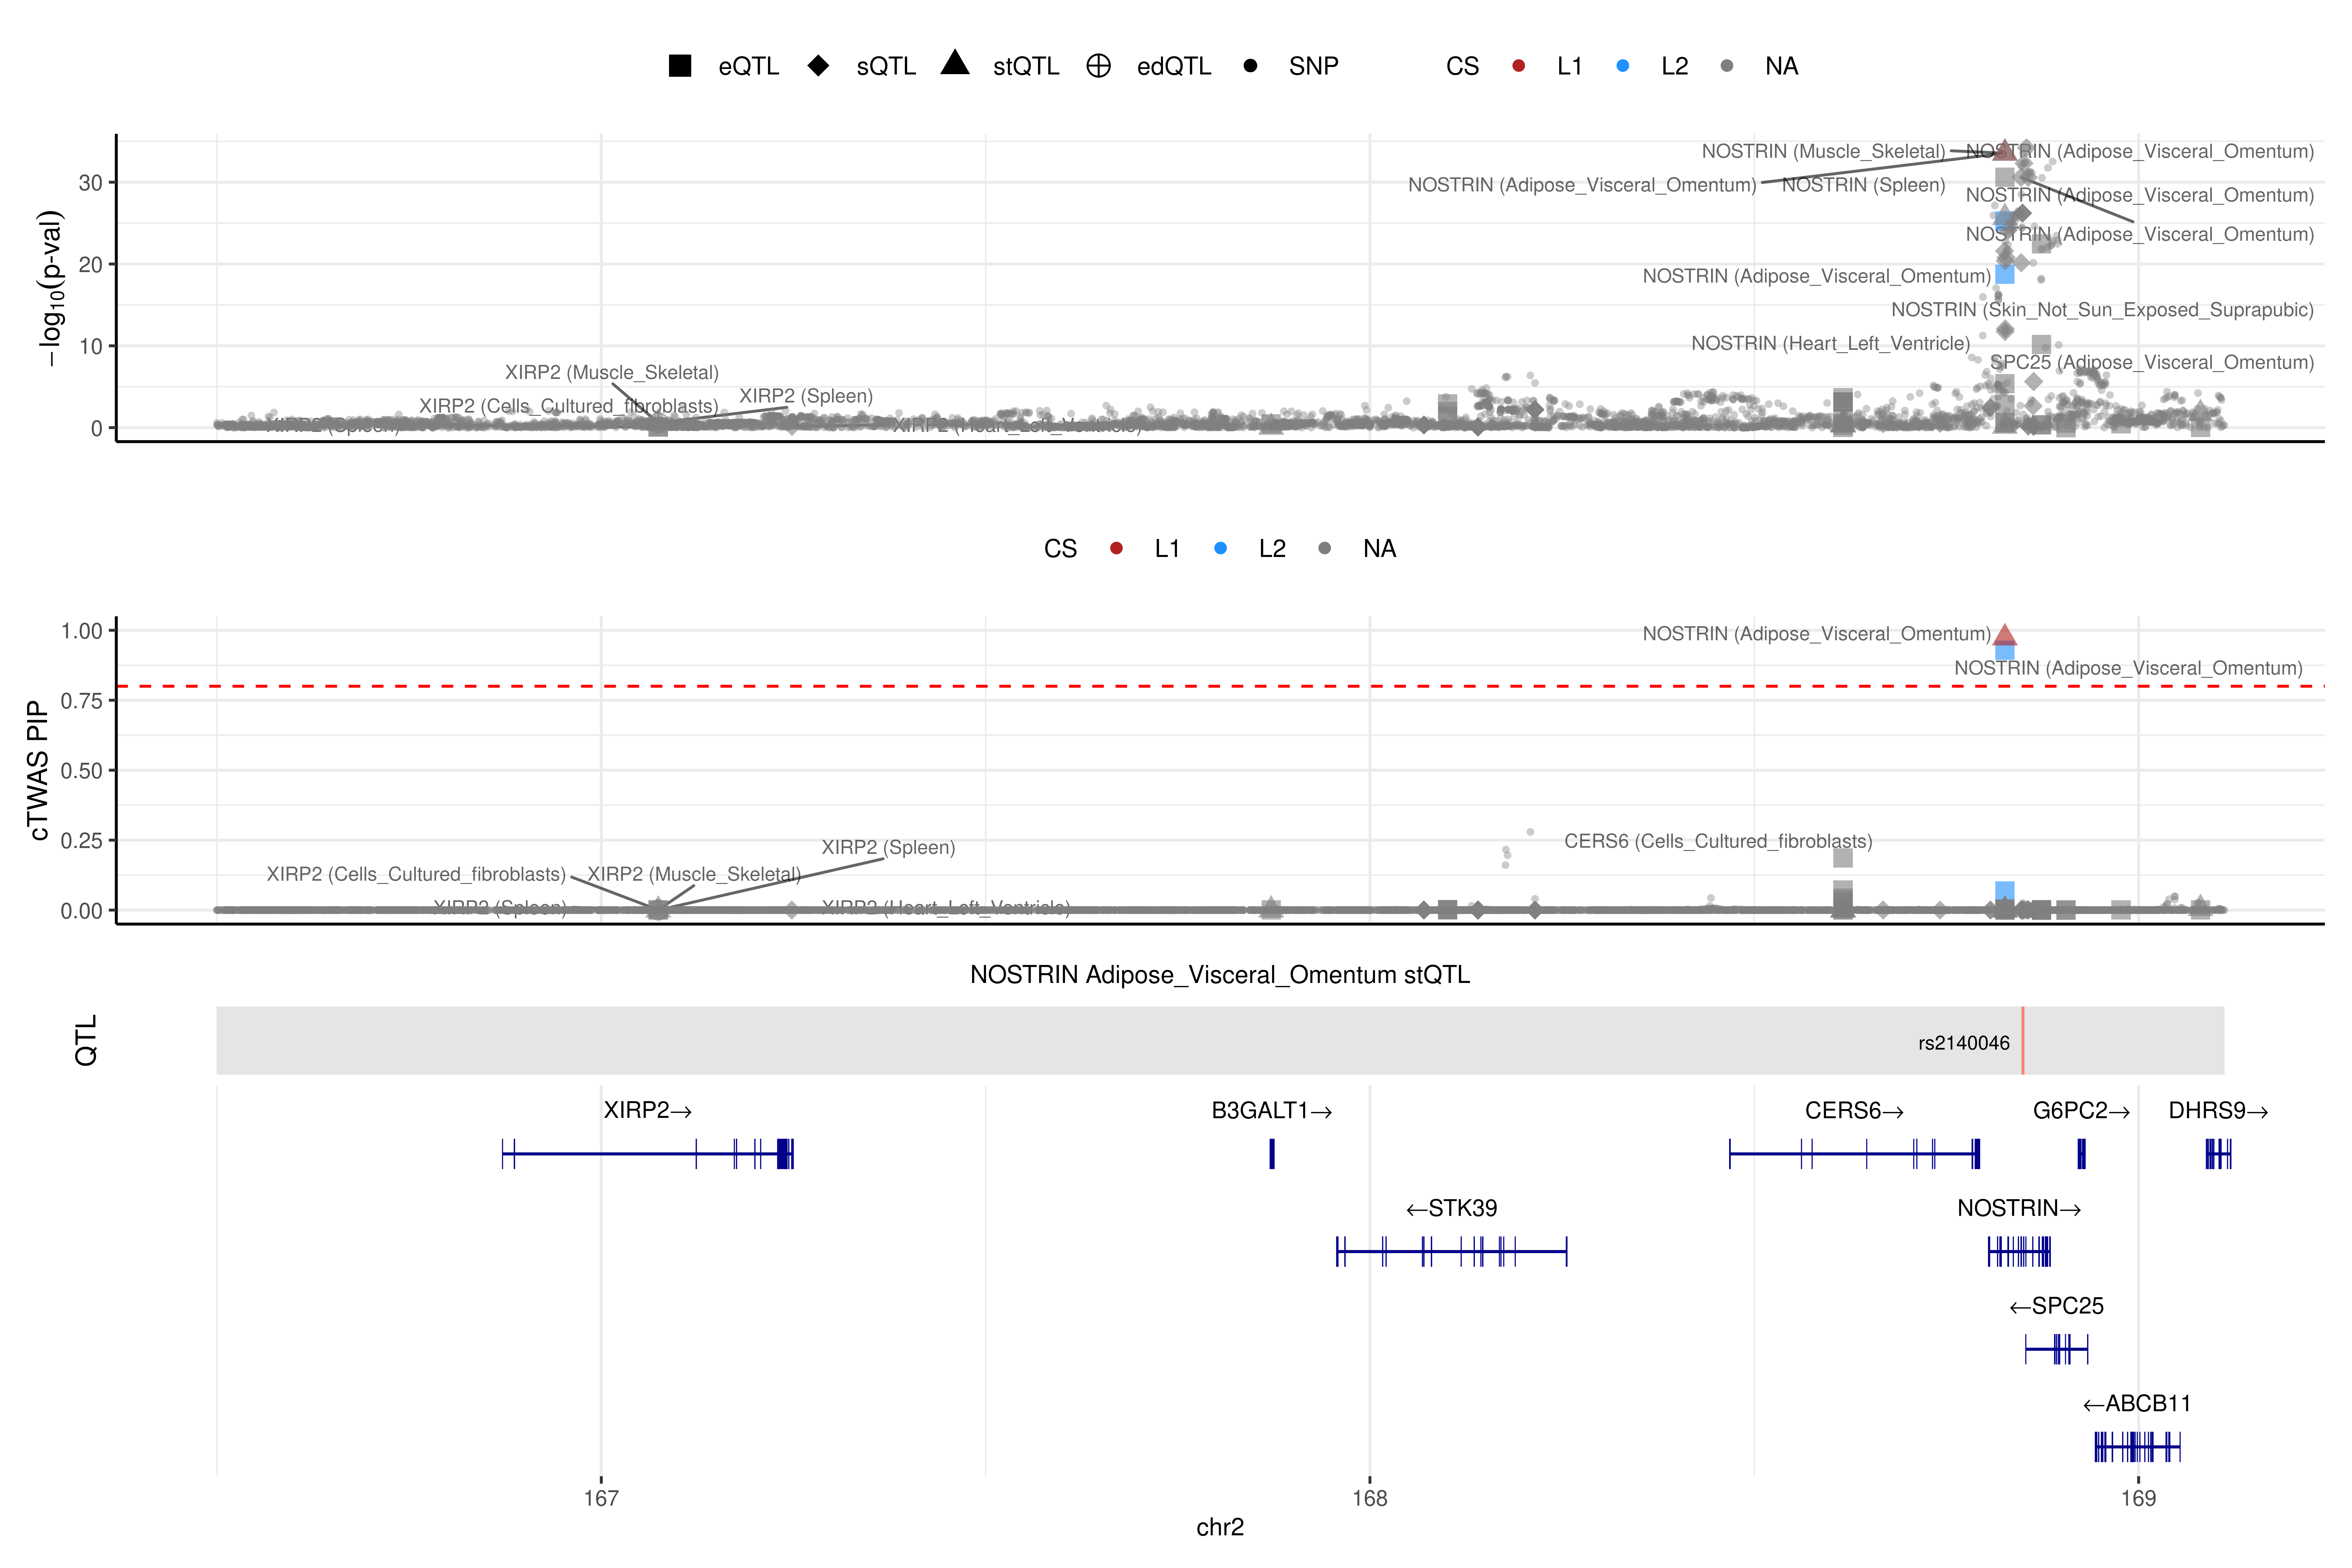 eQTL sQTL stQTL edQTL SNP CS L1 L2 NA
−log10(p-val)
30
20
10
0
NOSTRIN (Muscle_Skeletal) NOSTRIN (Adipose_Visceral_Omentum)
NOSTRIN (Adipose_Visceral_Omentum) NOSTRIN (Spleen)
NOSTRIN (Adipose_Visceral_Omentum)
NOSTRIN (Adipose_Visceral_Omentum)
NOSTRIN (Adipose_Visceral_Omentum)
NOSTRIN (Skin_Not_Sun_Exposed_Suprapubic)
NOSTRIN (Heart_Left_Ventricle)
SPC25 (Adipose_Visceral_Omentum)
XIRP2 (Muscle_Skeletal)
XIRP2 (Spleen)
XIRP2 (Cells_Cultured_fibroblasts)
XIRP2 (Spleen) XIRP2 (Heart_Left_Ventricle)
CS L1 L2 NA
cTWAS PIP
1.00
0.75
0.50
0.25
0.00
NOSTRIN (Adipose_Visceral_Omentum)
NOSTRIN (Adipose_Visceral_Omentum)
CERS6 (Cells_Cultured_fibroblasts)
XIRP2 (Spleen)
XIRP2 (Cells_Cultured_fibroblasts) XIRP2 (Muscle_Skeletal)
XIRP2 (Spleen) XIRP2 (Heart_Left_Ventricle)
NOSTRIN Adipose_Visceral_Omentum stQTL
QTL
rs2140046
XIRP2→ B3GALT1→ CERS6→ G6PC2→ DHRS9→
←STK39 NOSTRIN→
←SPC25
←ABCB11
167 168 169
chr2